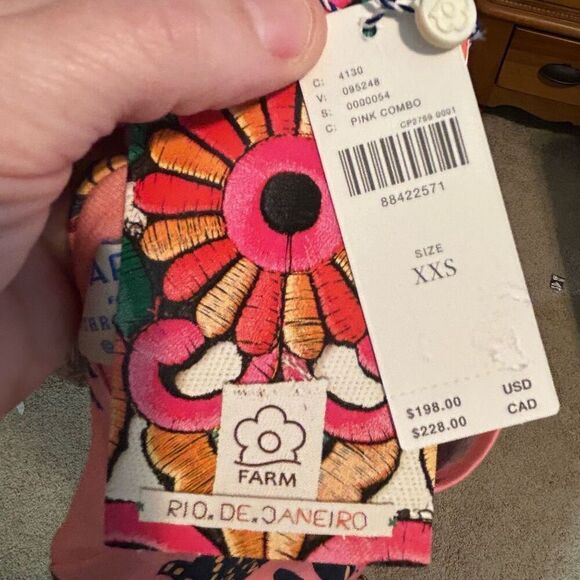 C: 4130
V: 095248
S: 0000054
C: PINK COMBO
CP2759 0001
88422571
SIZE
XXS
$198.00 USD
$228.00 CAD
FARM
RIO.DE.JANEIRO